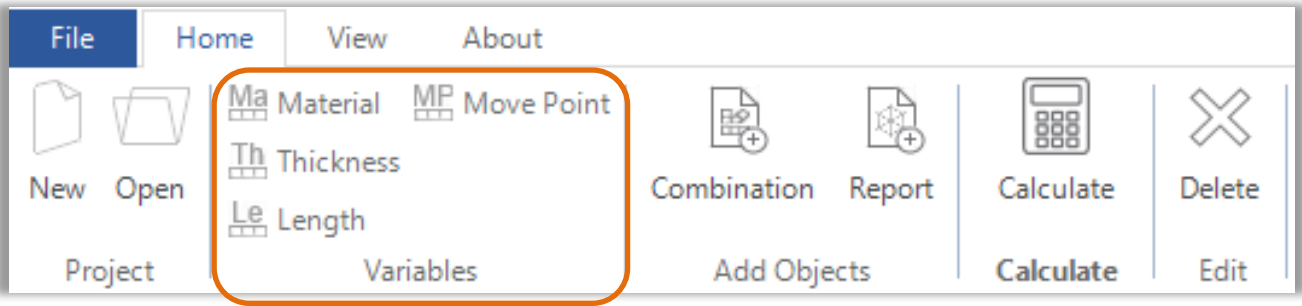 File Home View About
Ma Material MP Move Point
Th Thickness
Le Length
New Open Combination Report Calculate Delete
Project Variables Add Objects Calculate Edit